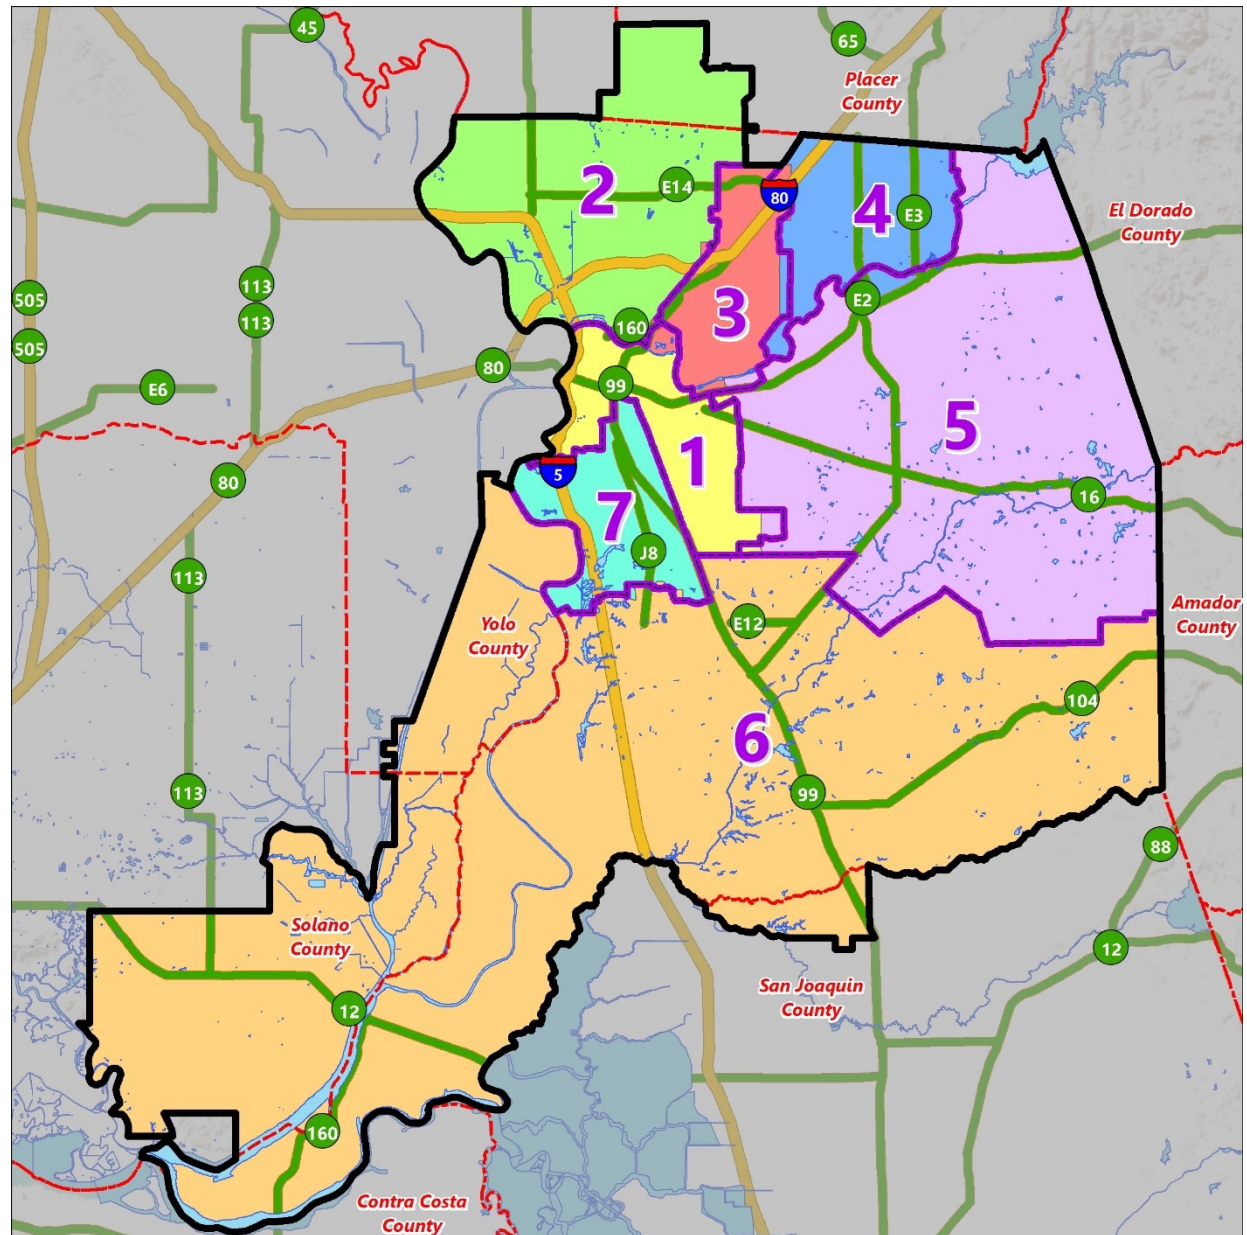 45
65
Placer
County
2
E14
80
4
E3
El Dorado
County
505
113
113
505
E2
3
160
80
99
E6
5
1
80
5
16
7
J8
113
Yolo
County
E12
Amador
County
104
6
113
99
88
Solano
County
12
12
San Joaquin
County
160
Contra Costa
County